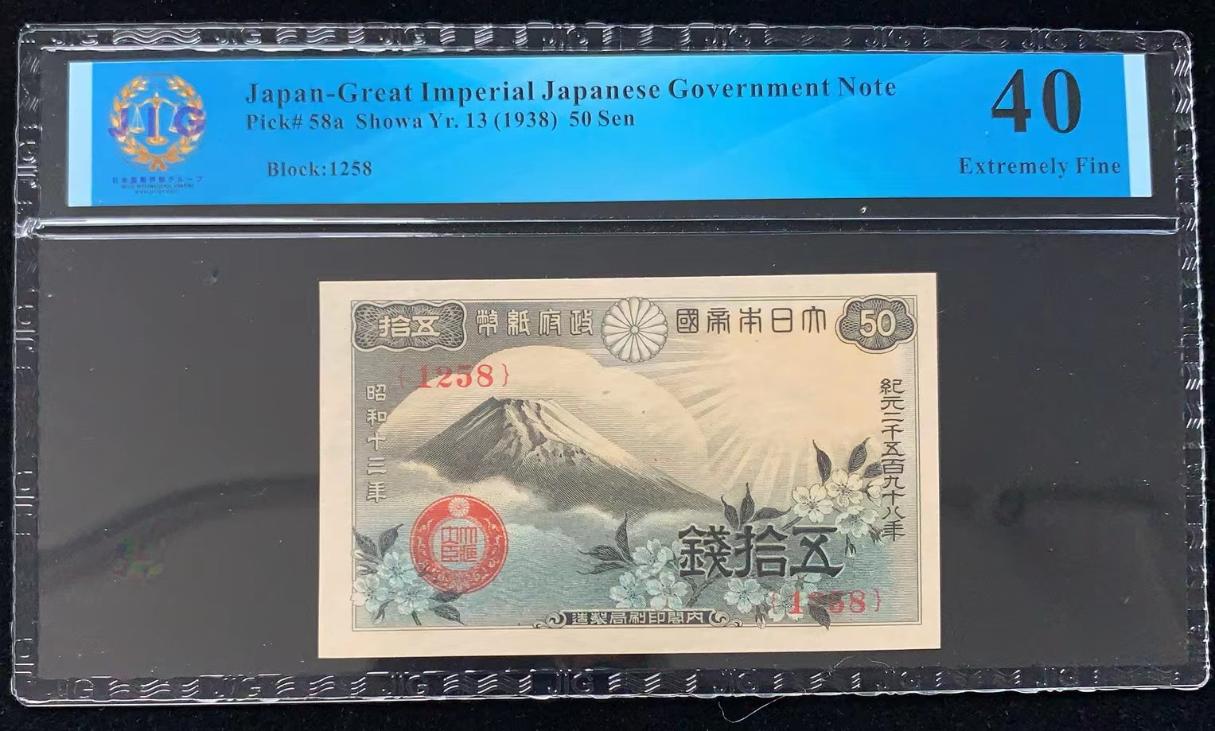 Japan-Great Imperial Japanese Government Note
Pick# 58a Showa Yr. 13 (1938) 50 Sen
Block:1258
40
Extremely Fine
JIG
拾五
幣紙府政 國帝本日大
50
{1258}
昭和十三年
紀元二千五百九十八年
錢拾五
{1258}
造製局刷印閣內